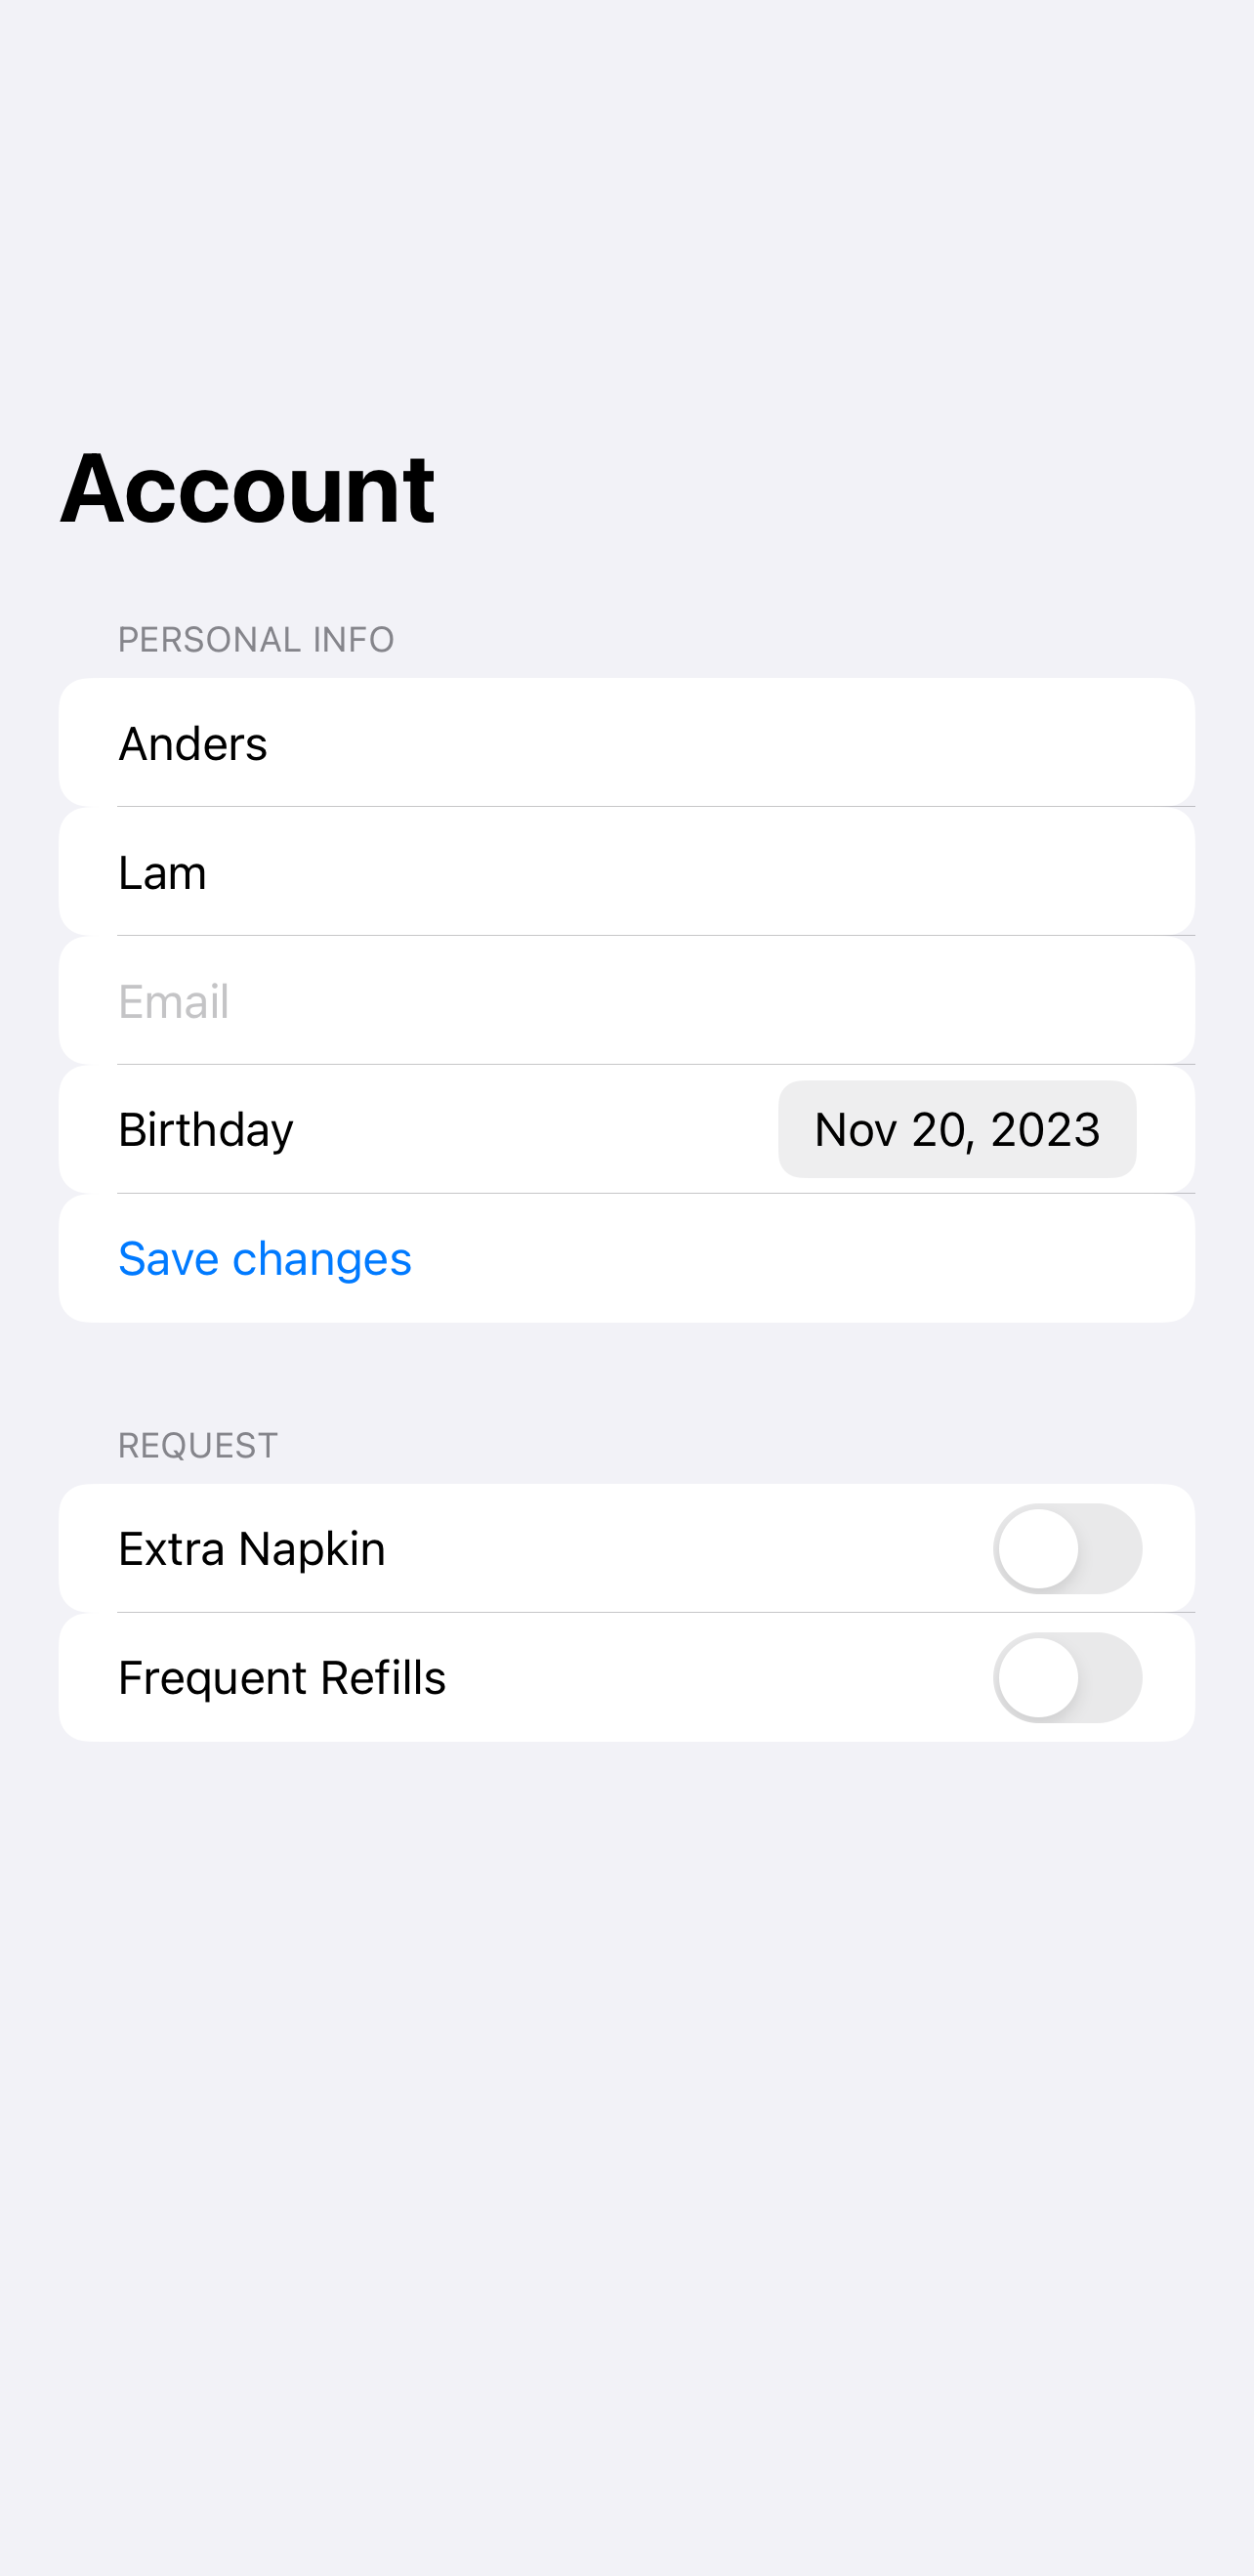 Account
PERSONAL INFO
Anders
Lam
Email
Birthday Nov 20, 2023
Save changes
REQUEST
Extra Napkin
Frequent Refills